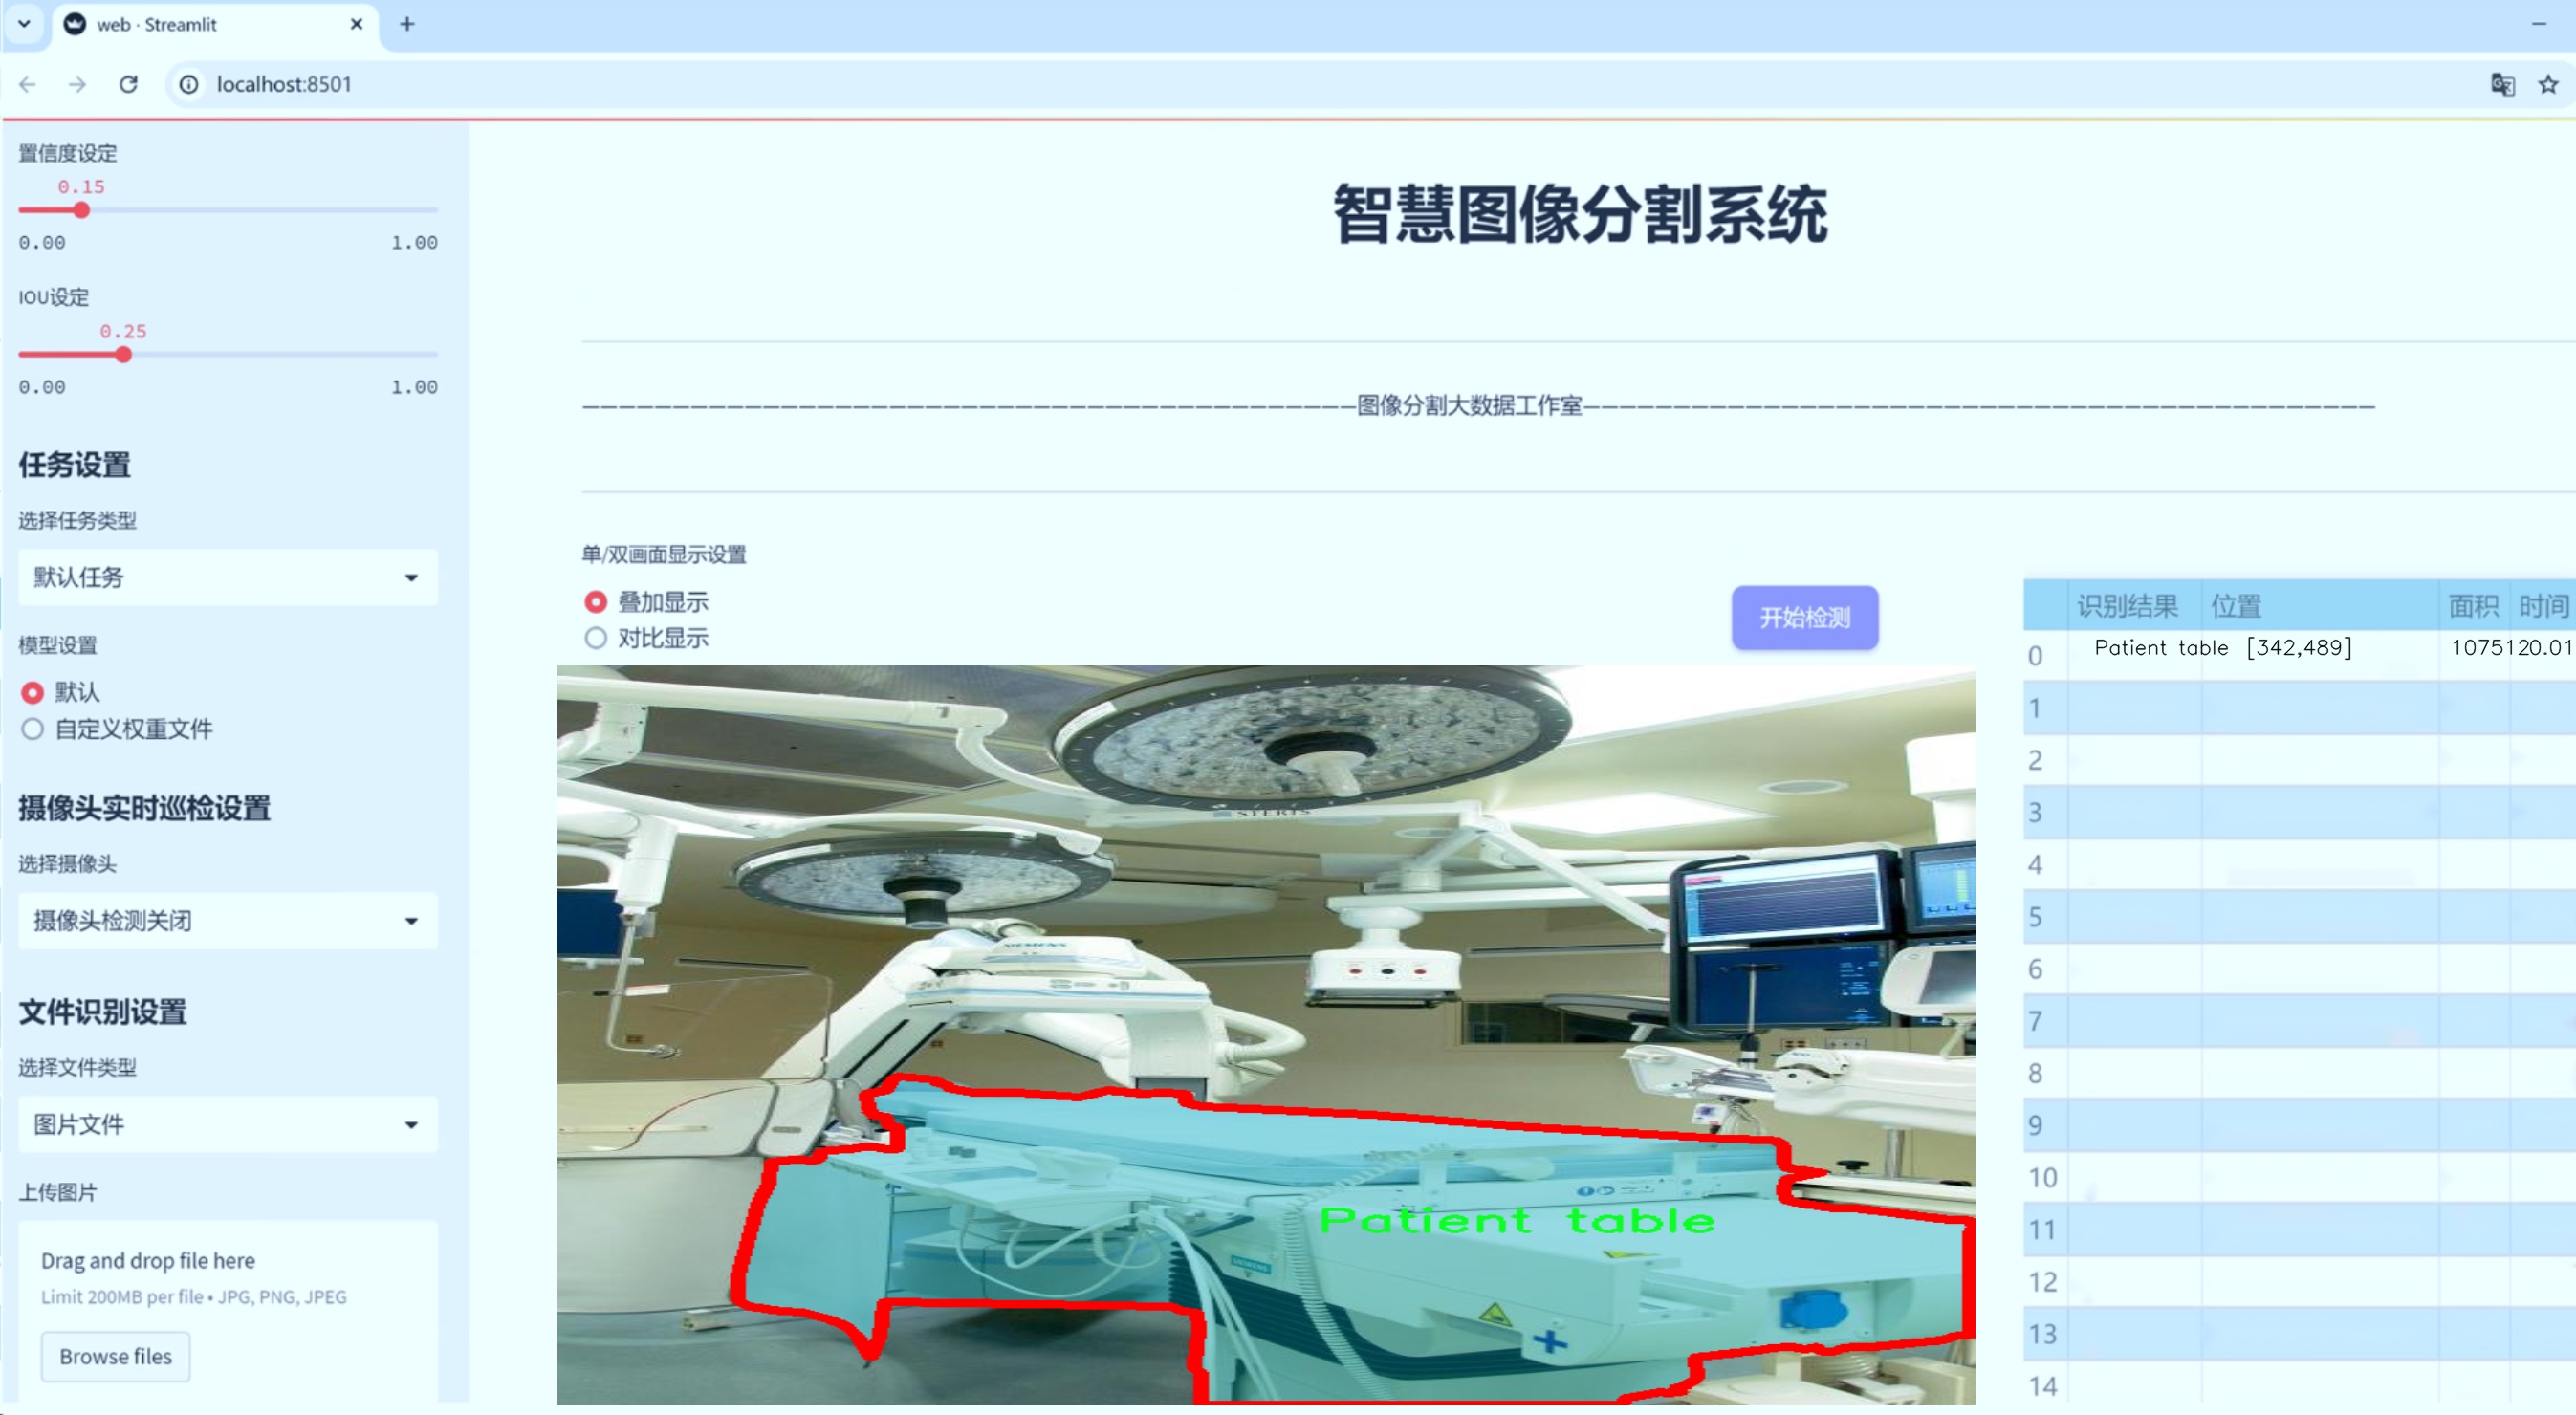 web · Streamlit
localhost:8501
置信度设定
0.15
0.00 1.00
IOU设定
0.25
0.00 1.00
任务设置
选择任务类型
默认任务
模型设置
默认
自定义权重文件
摄像头实时巡检设置
选择摄像头
摄像头检测关闭
文件识别设置
选择文件类型
图片文件
上传图片
Drag and drop file here
Limit 200MB per file • JPG, PNG, JPEG
Browse files
智慧图像分割系统
图像分割大数据工作室
单/双画面显示设置
叠加显示
对比显示
开始检测
STERIS
SIEMENS
Patient table
SIEMENS
识别结果 位置 面积 时间
0 Patient table [342,489] 1075120.01
1
2
3
4
5
6
7
8
9
10
11
12
13
14